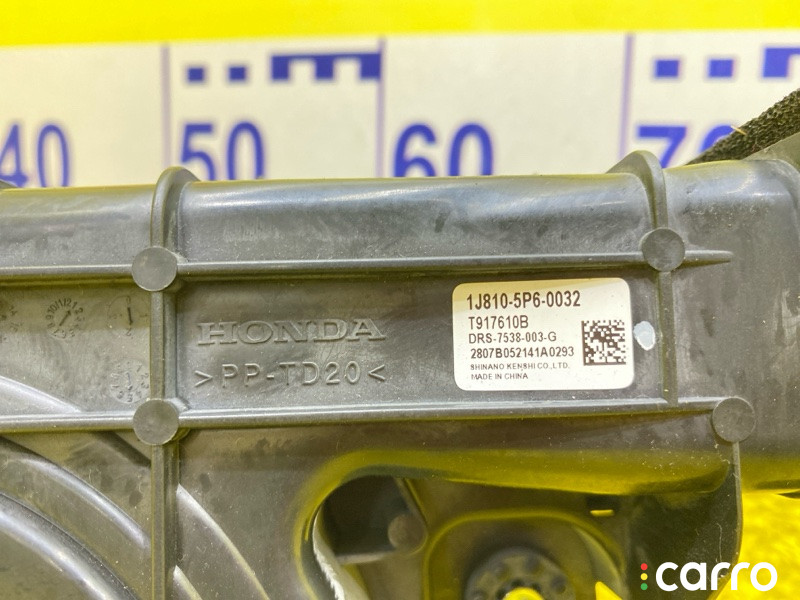 40 50 60 70
1J810-5P6-0032
T917610B
DRS-7538-003-G
2807B052141A0293
SHINANO KENSHI CO.,LTD.
MADE IN CHINA
HONDA
>PP-TD20<
carro